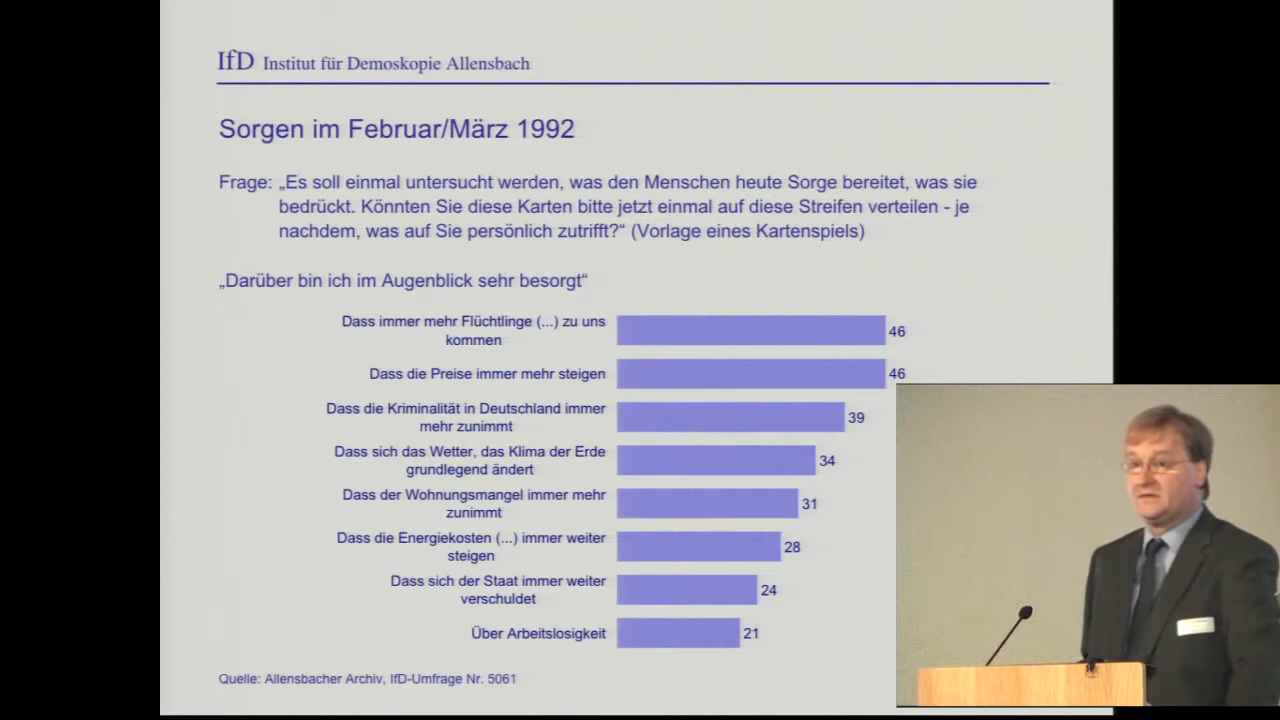 IfD Institut für Demoskopie Allensbach
Sorgen im Februar/März 1992
Frage: „Es soll einmal untersucht werden, was den Menschen heute Sorge bereitet, was sie
bedrückt. Könnten Sie diese Karten bitte jetzt einmal auf diese Streifen verteilen - je
nachdem, was auf Sie persönlich zutrifft?“ (Vorlage eines Kartenspiels)
„Darüber bin ich im Augenblick sehr besorgt“
Dass immer mehr Flüchtlinge (...) zu uns
kommen
46
Dass die Preise immer mehr steigen
46
Dass die Kriminalität in Deutschland immer
mehr zunimmt
39
Dass sich das Wetter, das Klima der Erde
grundlegend ändert
34
Dass der Wohnungsmangel immer mehr
zunimmt
31
Dass die Energiekosten (...) immer weiter
steigen
28
Dass sich der Staat immer weiter
verschuldet
24
Über Arbeitslosigkeit
21
Quelle: Allensbacher Archiv, IfD-Umfrage Nr. 5061